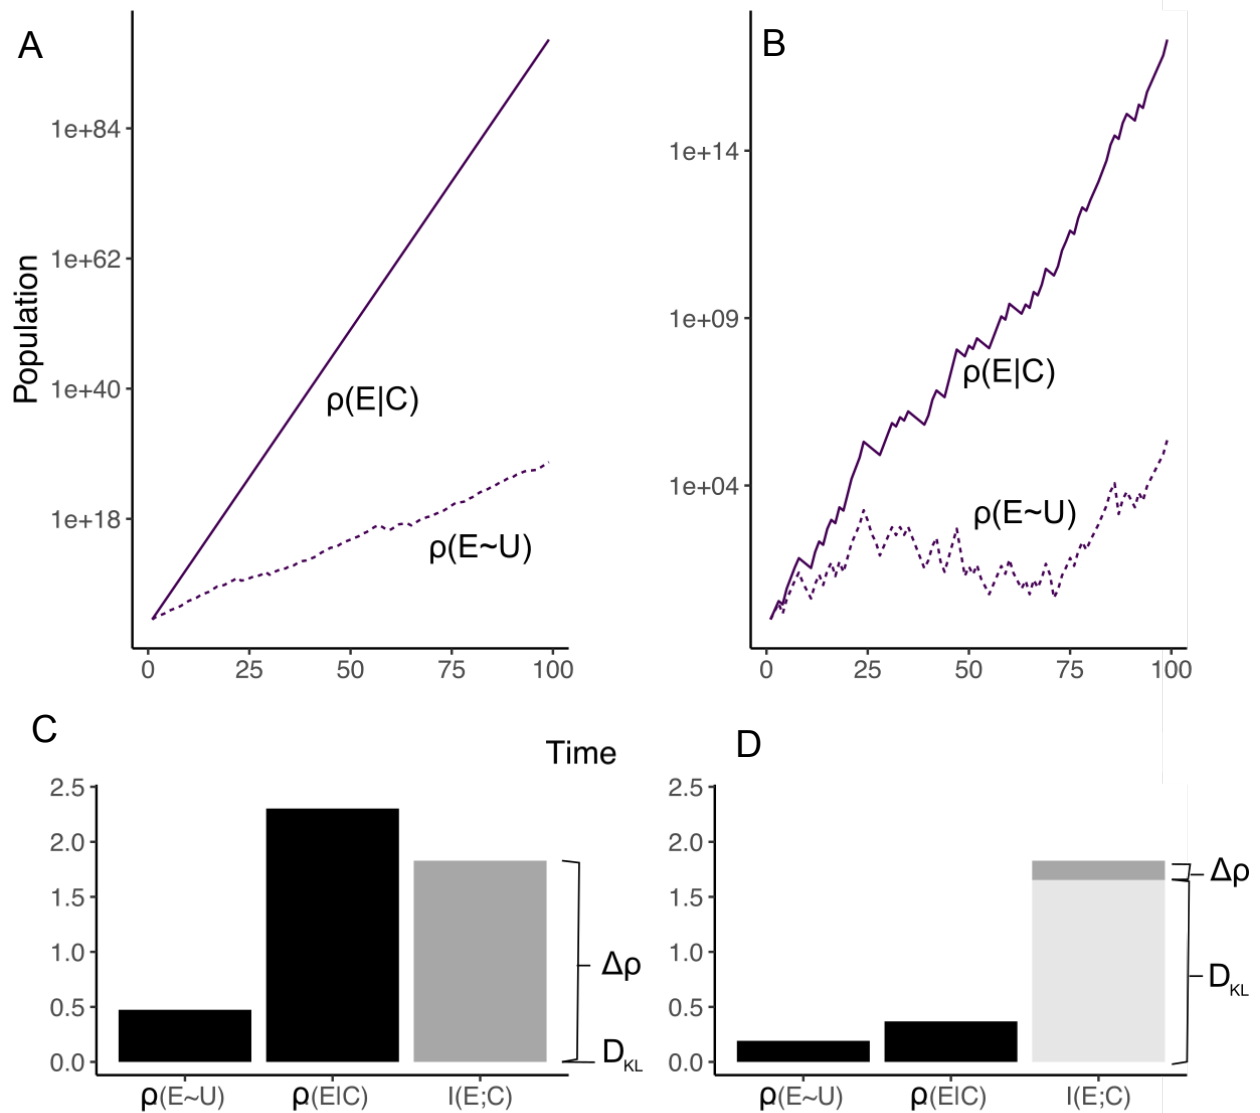 A
B
Population
1e+84
1e+62
1e+40
1e+18
ρ(E|C)
ρ(E~U)
0 25 50 75 100
1e+14
1e+09
1e+04
ρ(E|C)
ρ(E~U)
0 25 50 75 100
Time
C
2.5
2.0
1.5
1.0
0.5
0.0
Δρ
D_KL
ρ(E~U) ρ(E|C) I(E;C)
D
2.5
2.0
1.5
1.0
0.5
0.0
Δρ
D_KL
ρ(E~U) ρ(E|C) I(E;C)